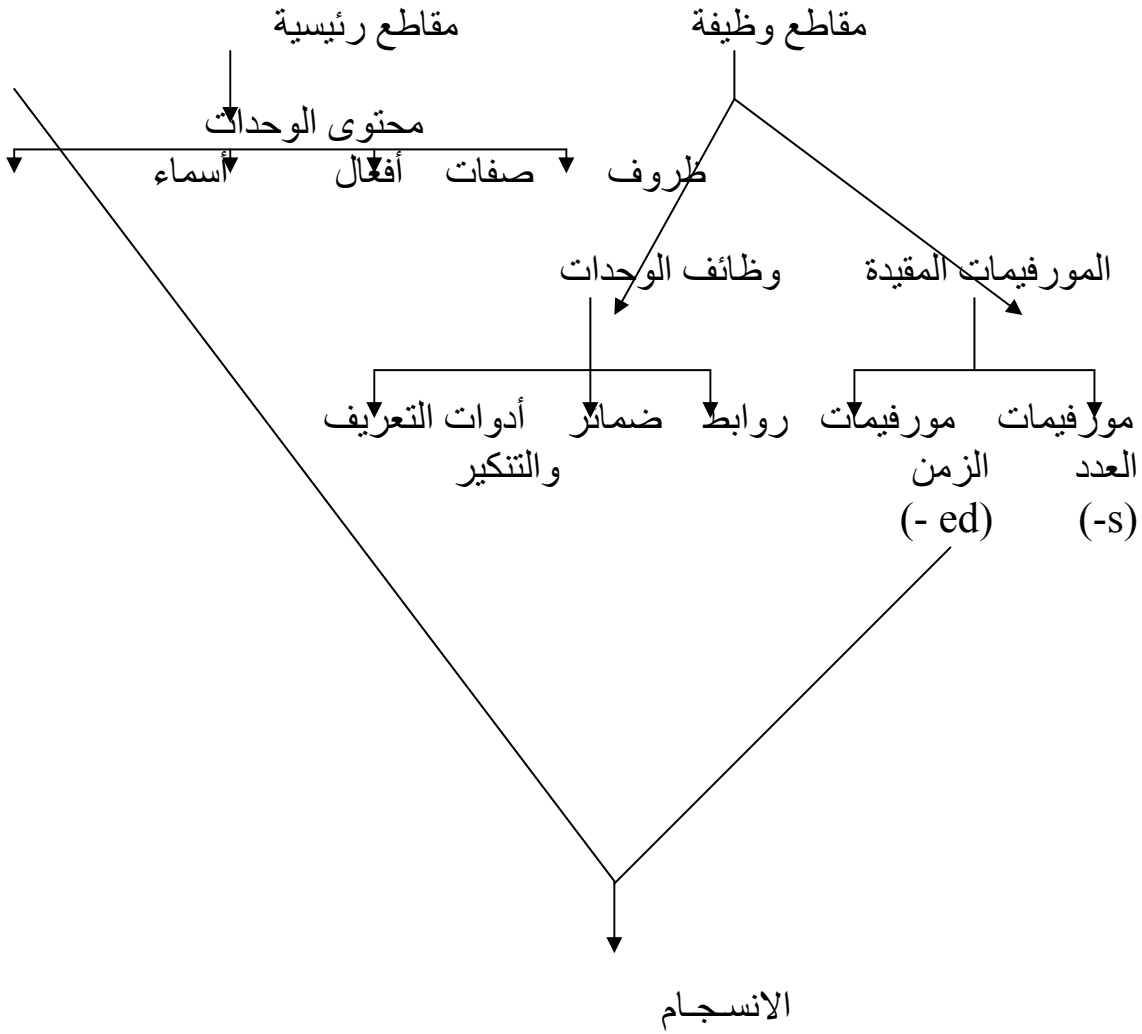 مقاطع وظيفة
مقاطع رئيسية
محتوى الوحدات
ظروف
صفات
أفعال
أسماء
المورفيمات المقيدة
وظائف الوحدات
مورفيمات العدد (-s)
مورفيمات الزمن (- ed)
روابط
ضمائر
أدوات التعريف والتنكير
الانسجام